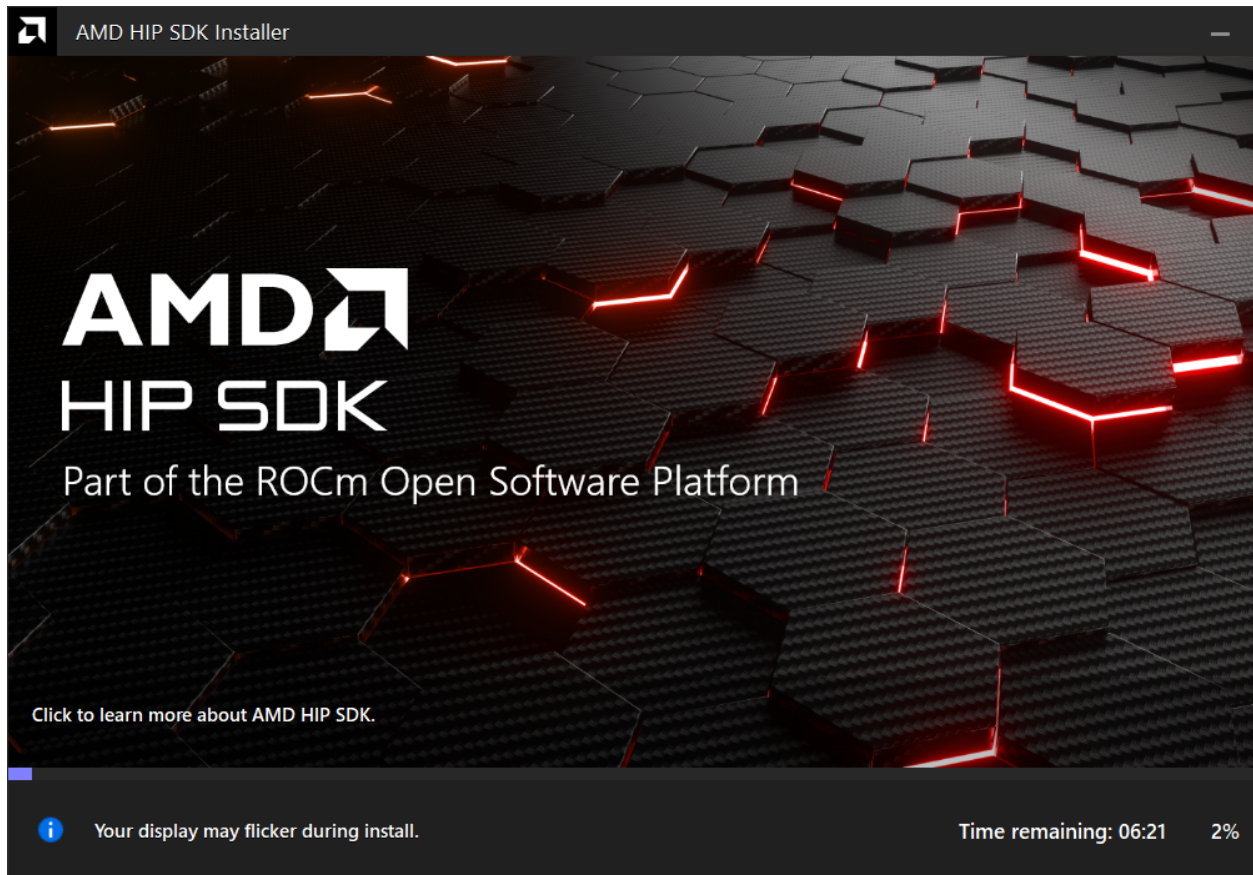 AMD HIP SDK Installer
AMD
HIP SDK
Part of the ROCm Open Software Platform
Click to learn more about AMD HIP SDK.
Your display may flicker during install.
Time remaining: 06:21 2%